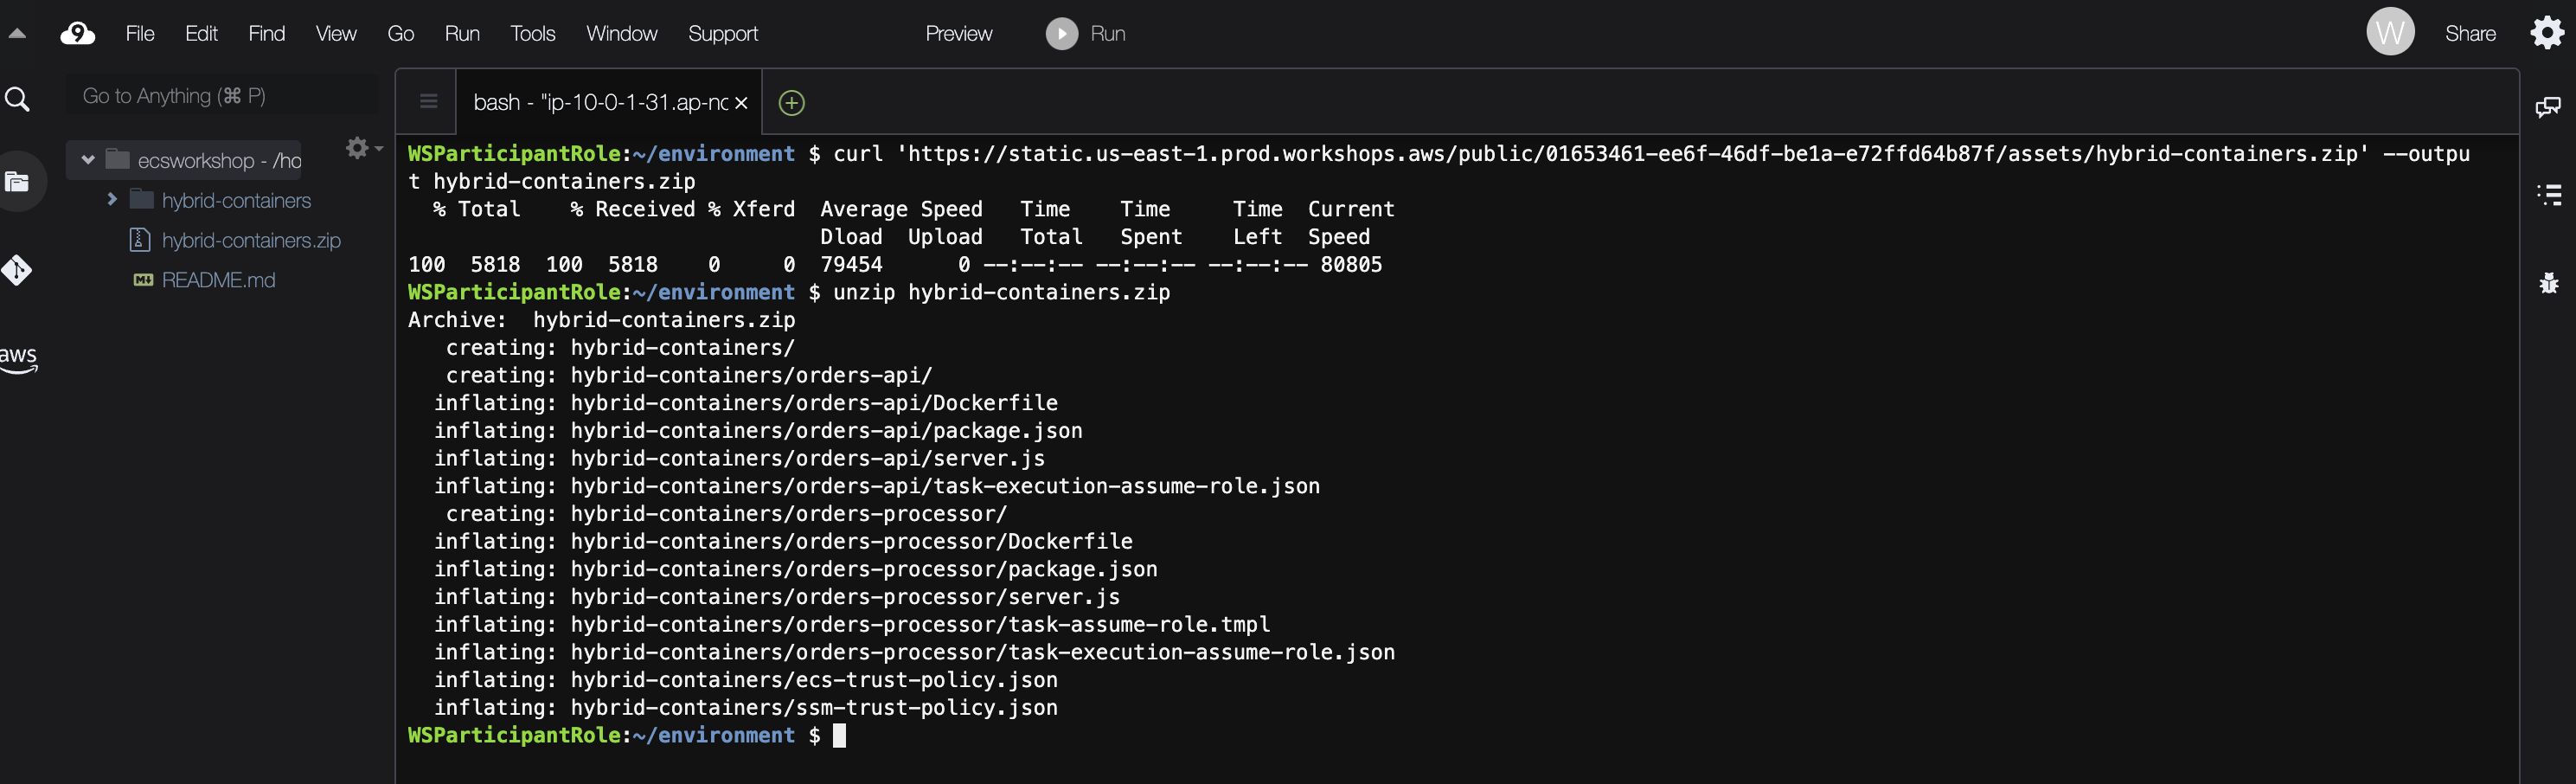 File Edit Find View Go Run Tools Window Support Preview Run W Share
Go to Anything (⌘ P)
bash - "ip-10-0-1-31.ap-nc
ecsworkshop - /ho
hybrid-containers
hybrid-containers.zip
README.md
aws
WSParticipantRole:~/environment $ curl 'https://static.us-east-1.prod.workshops.aws/public/01653461-ee6f-46df-be1a-e72ffd64b87f/assets/hybrid-containers.zip' --outpu
t hybrid-containers.zip
% Total % Received % Xferd Average Speed Time Time Time Current
Dload Upload Total Spent Left Speed
100 5818 100 5818 0 0 79454 0 --:--:-- --:--:-- --:--:-- 80805
WSParticipantRole:~/environment $ unzip hybrid-containers.zip
Archive: hybrid-containers.zip
creating: hybrid-containers/
creating: hybrid-containers/orders-api/
inflating: hybrid-containers/orders-api/Dockerfile
inflating: hybrid-containers/orders-api/package.json
inflating: hybrid-containers/orders-api/server.js
inflating: hybrid-containers/orders-api/task-execution-assume-role.json
creating: hybrid-containers/orders-processor/
inflating: hybrid-containers/orders-processor/Dockerfile
inflating: hybrid-containers/orders-processor/package.json
inflating: hybrid-containers/orders-processor/server.js
inflating: hybrid-containers/orders-processor/task-assume-role.tmpl
inflating: hybrid-containers/orders-processor/task-execution-assume-role.json
inflating: hybrid-containers/ecs-trust-policy.json
inflating: hybrid-containers/ssm-trust-policy.json
WSParticipantRole:~/environment $